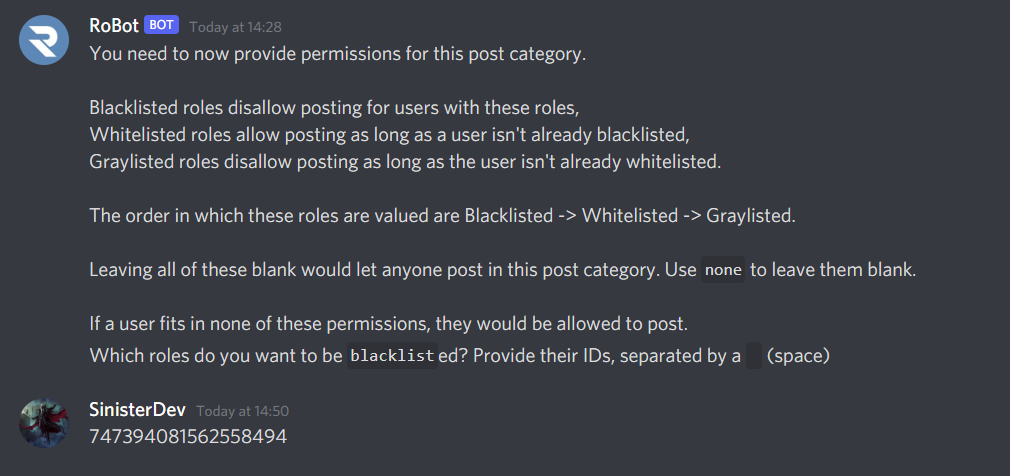 RoBot BOT Today at 14:28
You need to now provide permissions for this post category.
Blacklisted roles disallow posting for users with these roles,
Whitelisted roles allow posting as long as a user isn't already blacklisted,
Graylisted roles disallow posting as long as the user isn't already whitelisted.
The order in which these roles are valued are Blacklisted -> Whitelisted -> Graylisted.
Leaving all of these blank would let anyone post in this post category. Use none to leave them blank.
If a user fits in none of these permissions, they would be allowed to post.
Which roles do you want to be blacklisted? Provide their IDs, separated by a   (space)
SinisterDev Today at 14:50
747394081562558494